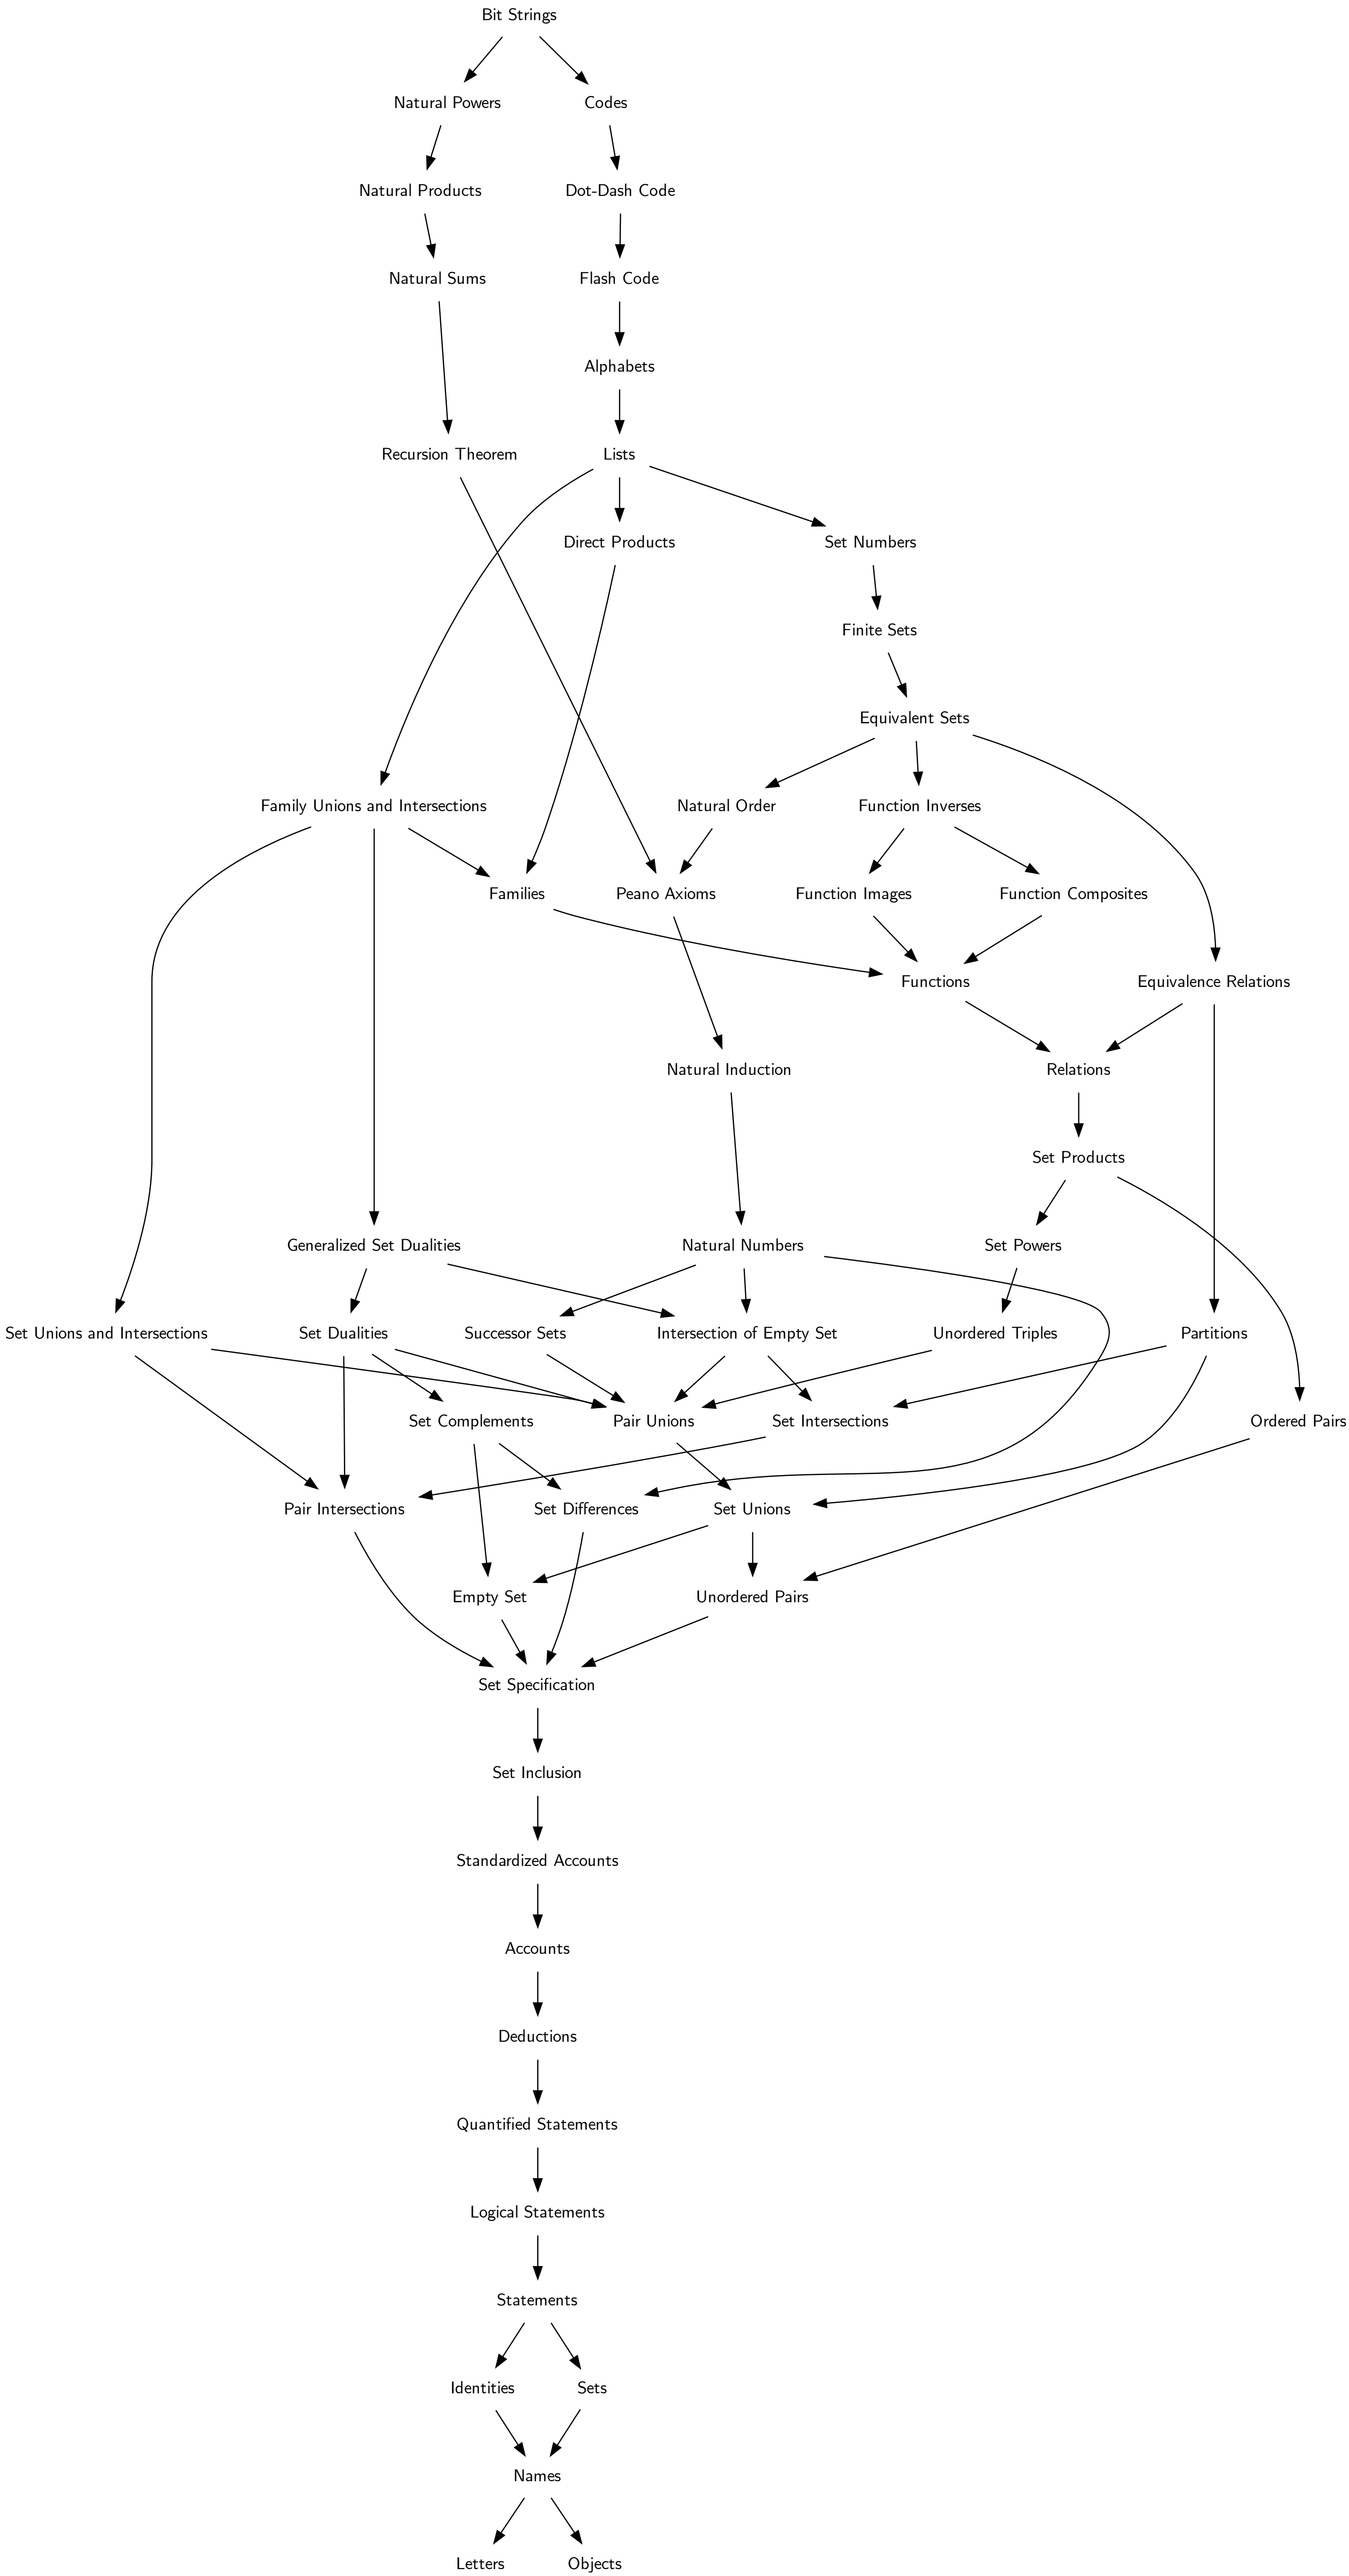 Bit Strings
Natural Powers
Codes
Natural Products
Dot-Dash Code
Natural Sums
Flash Code
Alphabets
Recursion Theorem
Lists
Direct Products
Set Numbers
Finite Sets
Equivalent Sets
Family Unions and Intersections
Natural Order
Function Inverses
Families
Peano Axioms
Function Images
Function Composites
Functions
Equivalence Relations
Natural Induction
Relations
Set Products
Generalized Set Dualities
Natural Numbers
Set Powers
Set Unions and Intersections
Set Dualities
Successor Sets
Intersection of Empty Set
Unordered Triples
Partitions
Set Complements
Pair Unions
Set Intersections
Ordered Pairs
Pair Intersections
Set Differences
Set Unions
Empty Set
Unordered Pairs
Set Specification
Set Inclusion
Standardized Accounts
Accounts
Deductions
Quantified Statements
Logical Statements
Statements
Identities
Sets
Names
Letters
Objects